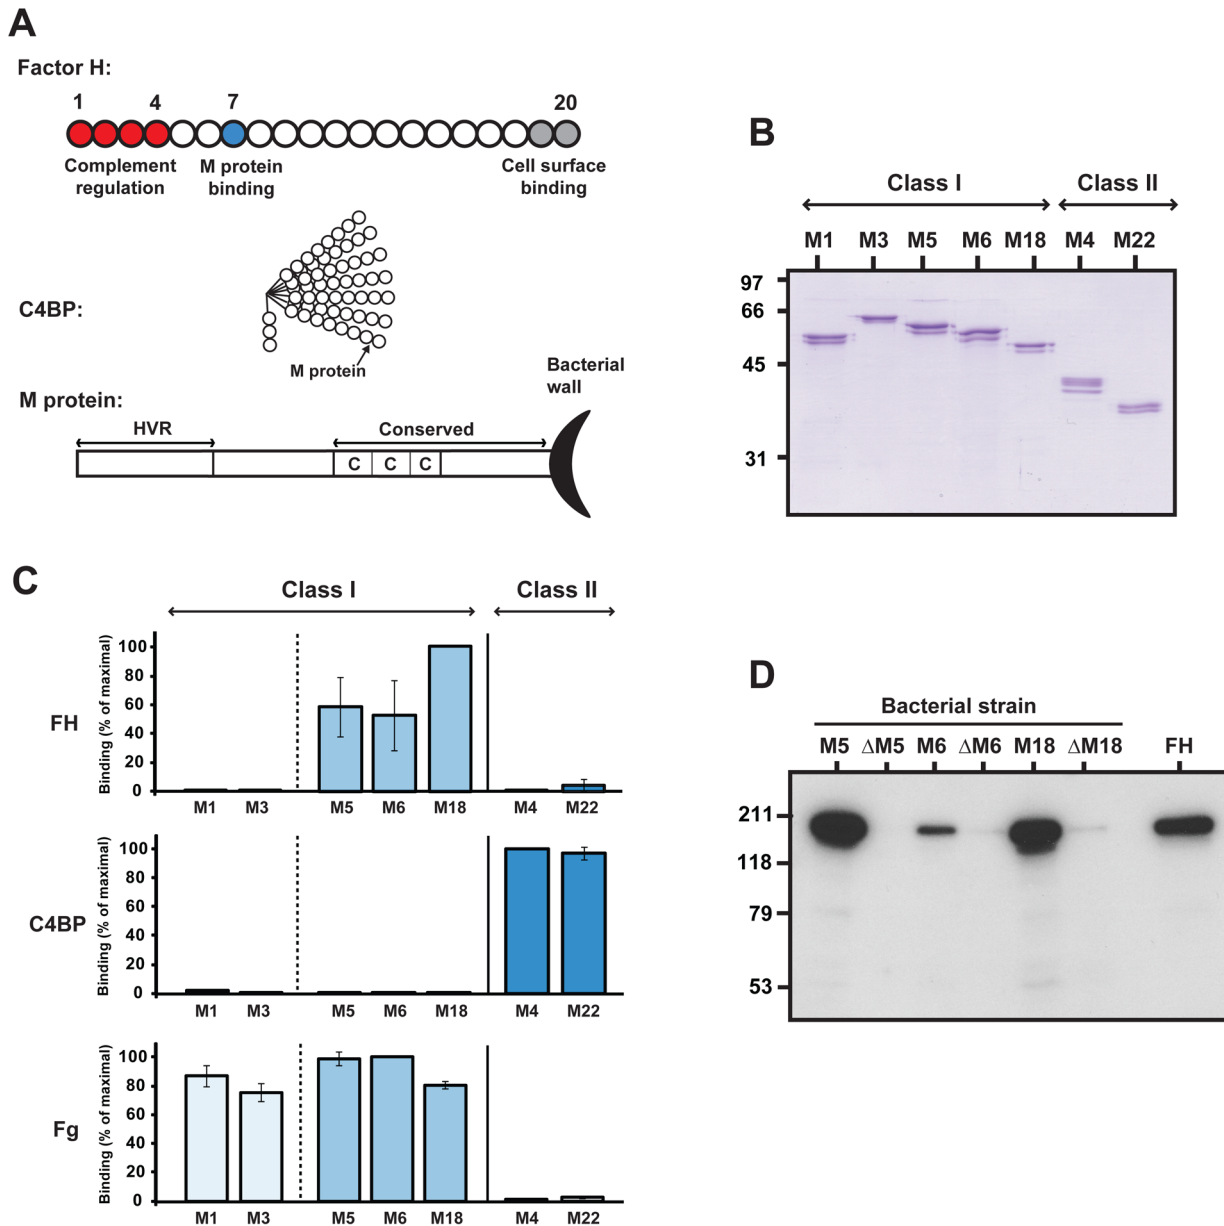 A
Factor H:
1 4 7 20
Complement regulation
M protein binding
Cell surface binding
C4BP:
M protein
Bacterial wall
M protein:
HVR
Conserved
C C C
B
Class I Class II
M1 M3 M5 M6 M18 M4 M22
97
66
45
31
C
Class I Class II
FH
Binding (% of maximal)
100
80
60
40
20
0
M1 M3 M5 M6 M18 M4 M22
C4BP
Binding (% of maximal)
100
80
60
40
20
0
M1 M3 M5 M6 M18 M4 M22
Fg
Binding (% of maximal)
100
80
60
40
20
0
M1 M3 M5 M6 M18 M4 M22
D
Bacterial strain
M5 ΔM5 M6 ΔM6 M18 ΔM18 FH
211
118
79
53